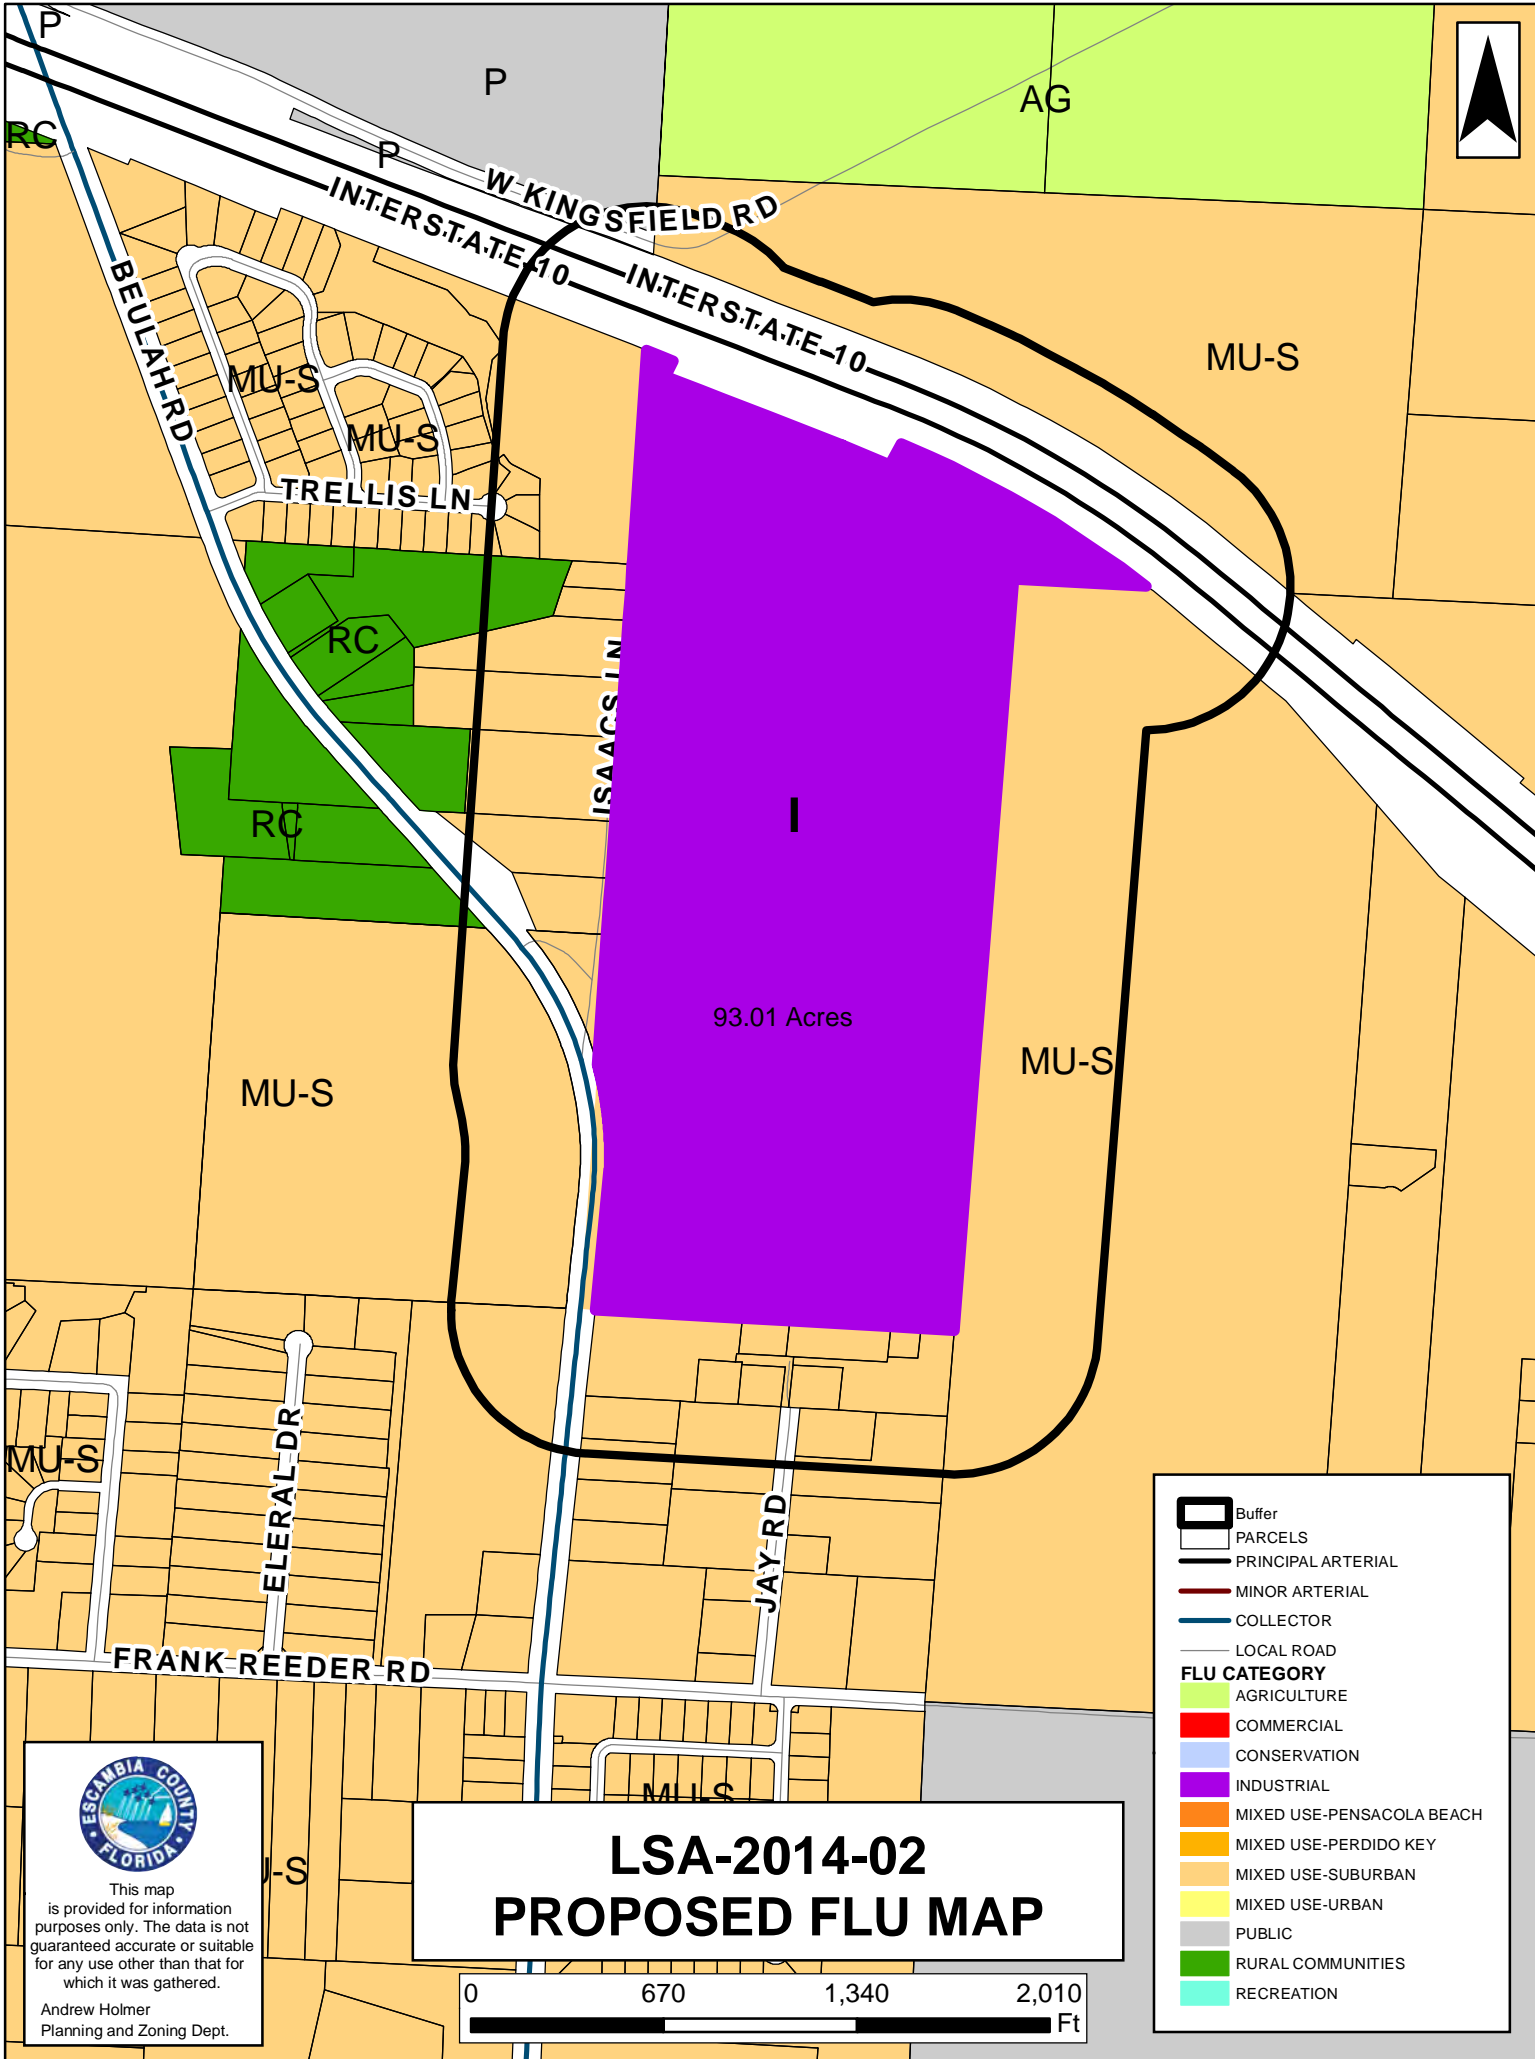 P
P
AG
RC
P
W KINGSFIELD RD
INTERSTATE 10
INTERSTATE 10
BEULAH RD
MU-S
MU-S
MU-S
TRELLIS LN
RC
ISAACS LN
I
RC
93.01 Acres
MU-S
MU-S
MU-S
ELERAL DR
JAY RD
FRANK REEDER RD
MU-S
Buffer
PARCELS
PRINCIPAL ARTERIAL
MINOR ARTERIAL
COLLECTOR
LOCAL ROAD
FLU CATEGORY
AGRICULTURE
COMMERCIAL
CONSERVATION
INDUSTRIAL
MIXED USE-PENSACOLA BEACH
MIXED USE-PERDIDO KEY
MIXED USE-SUBURBAN
MIXED USE-URBAN
PUBLIC
RURAL COMMUNITIES
RECREATION
ESCAMBIA COUNTY
FLORIDA
This map
is provided for information
purposes only. The data is not
guaranteed accurate or suitable
for any use other than that for
which it was gathered.
Andrew Holmer
Planning and Zoning Dept.
-S
LSA-2014-02
PROPOSED FLU MAP
0 670 1,340 2,010
Ft